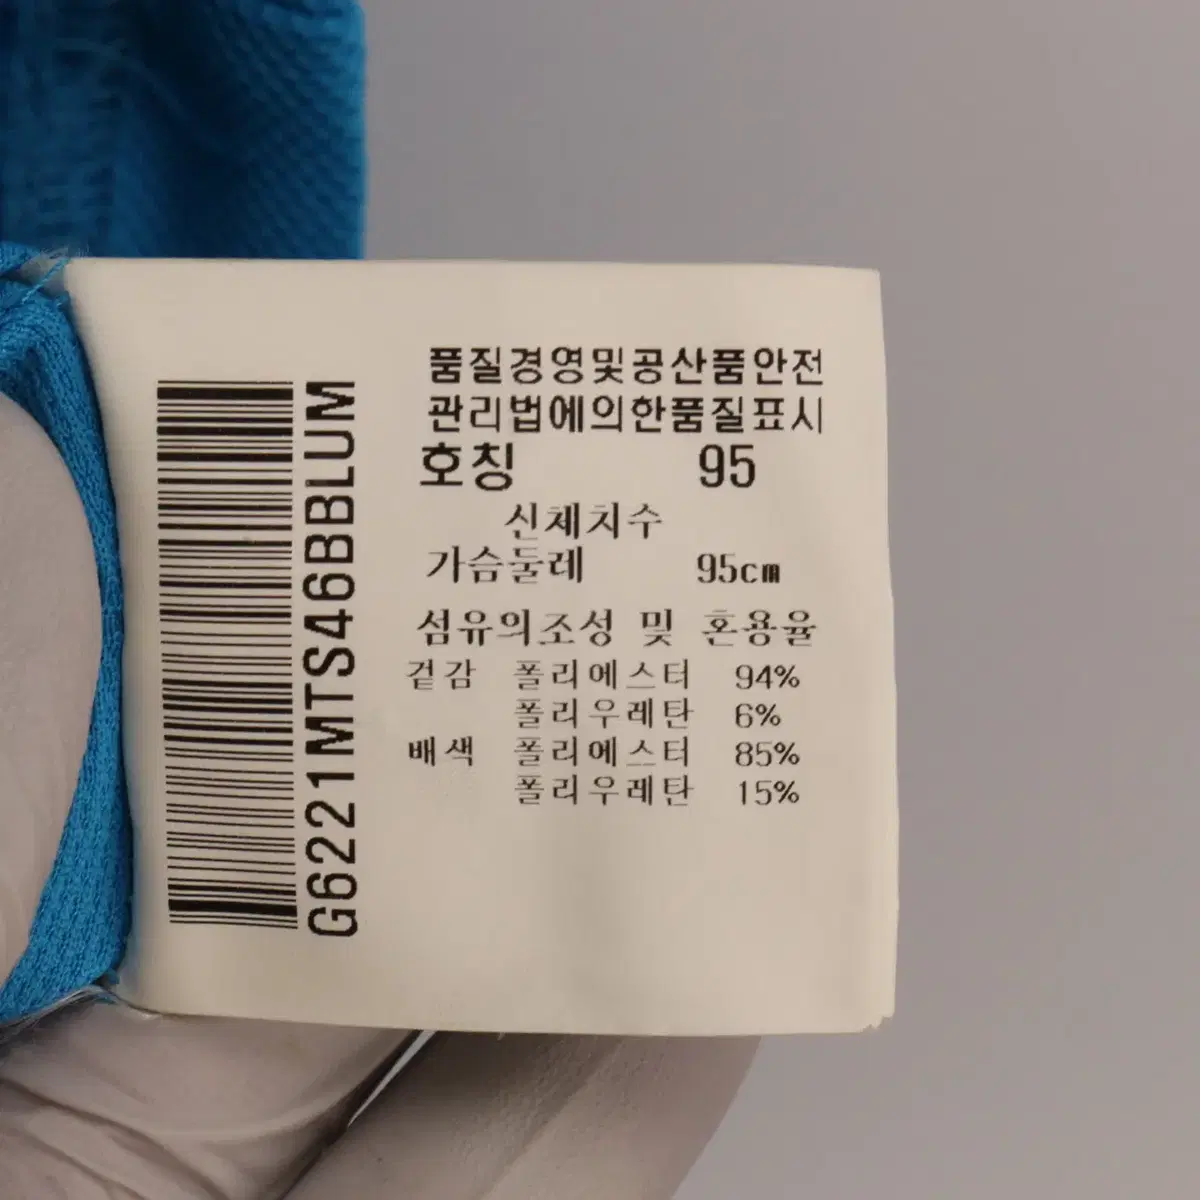 품질경영및공산품안전
관리법에의한품질표시
호칭 95
신체치수
가슴둘레 95cm
섬유의조성 및 혼용율
겉감 폴리에스터 94%
폴리우레탄 6%
배색 폴리에스터 85%
폴리우레탄 15%
G6221MTS46BBLUM